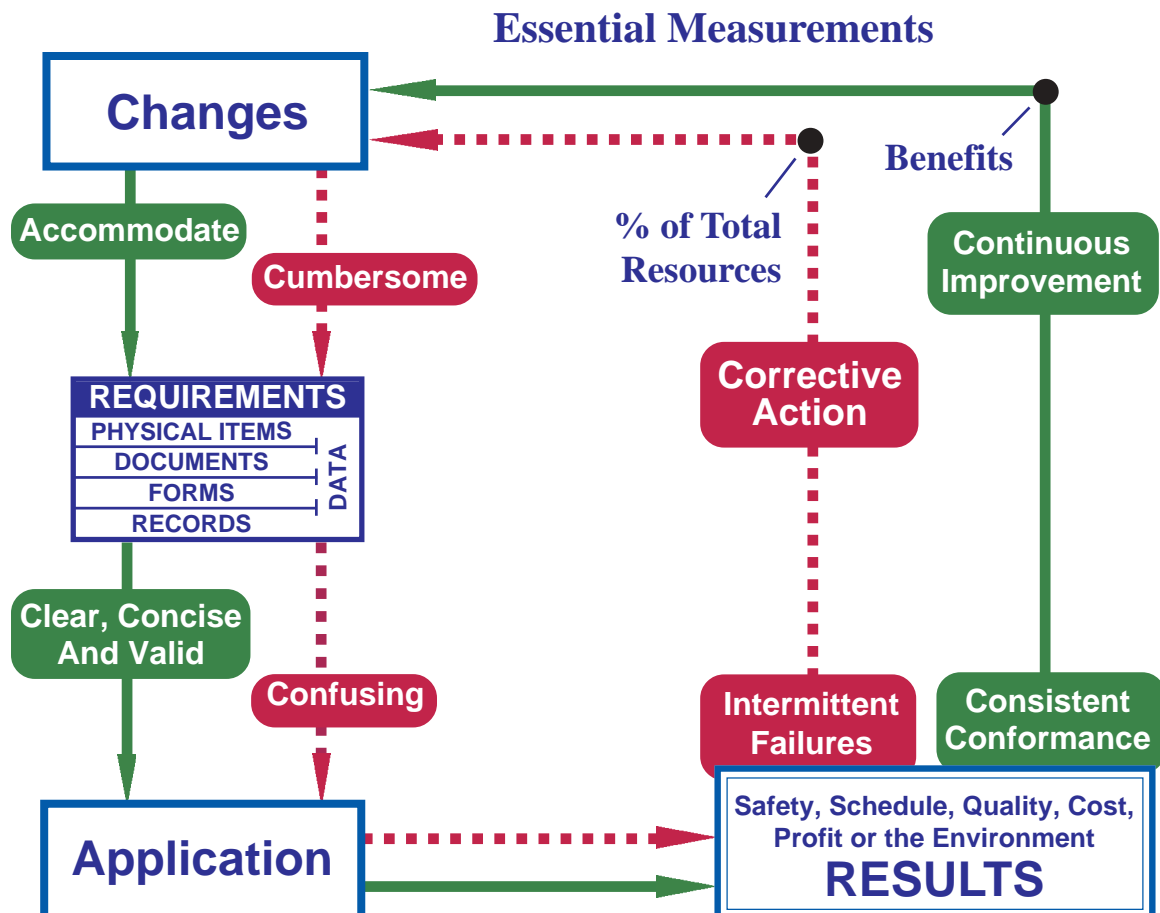 Essential Measurements
Changes
Benefits
% of Total
Resources
Accommodate
Cumbersome
Continuous
Improvement
Corrective
Action
REQUIREMENTS
PHYSICAL ITEMS
DOCUMENTS
FORMS
RECORDS
DATA
Clear, Concise
And Valid
Confusing
Intermittent
Failures
Consistent
Conformance
Application
Safety, Schedule, Quality, Cost,
Profit or the Environment
RESULTS